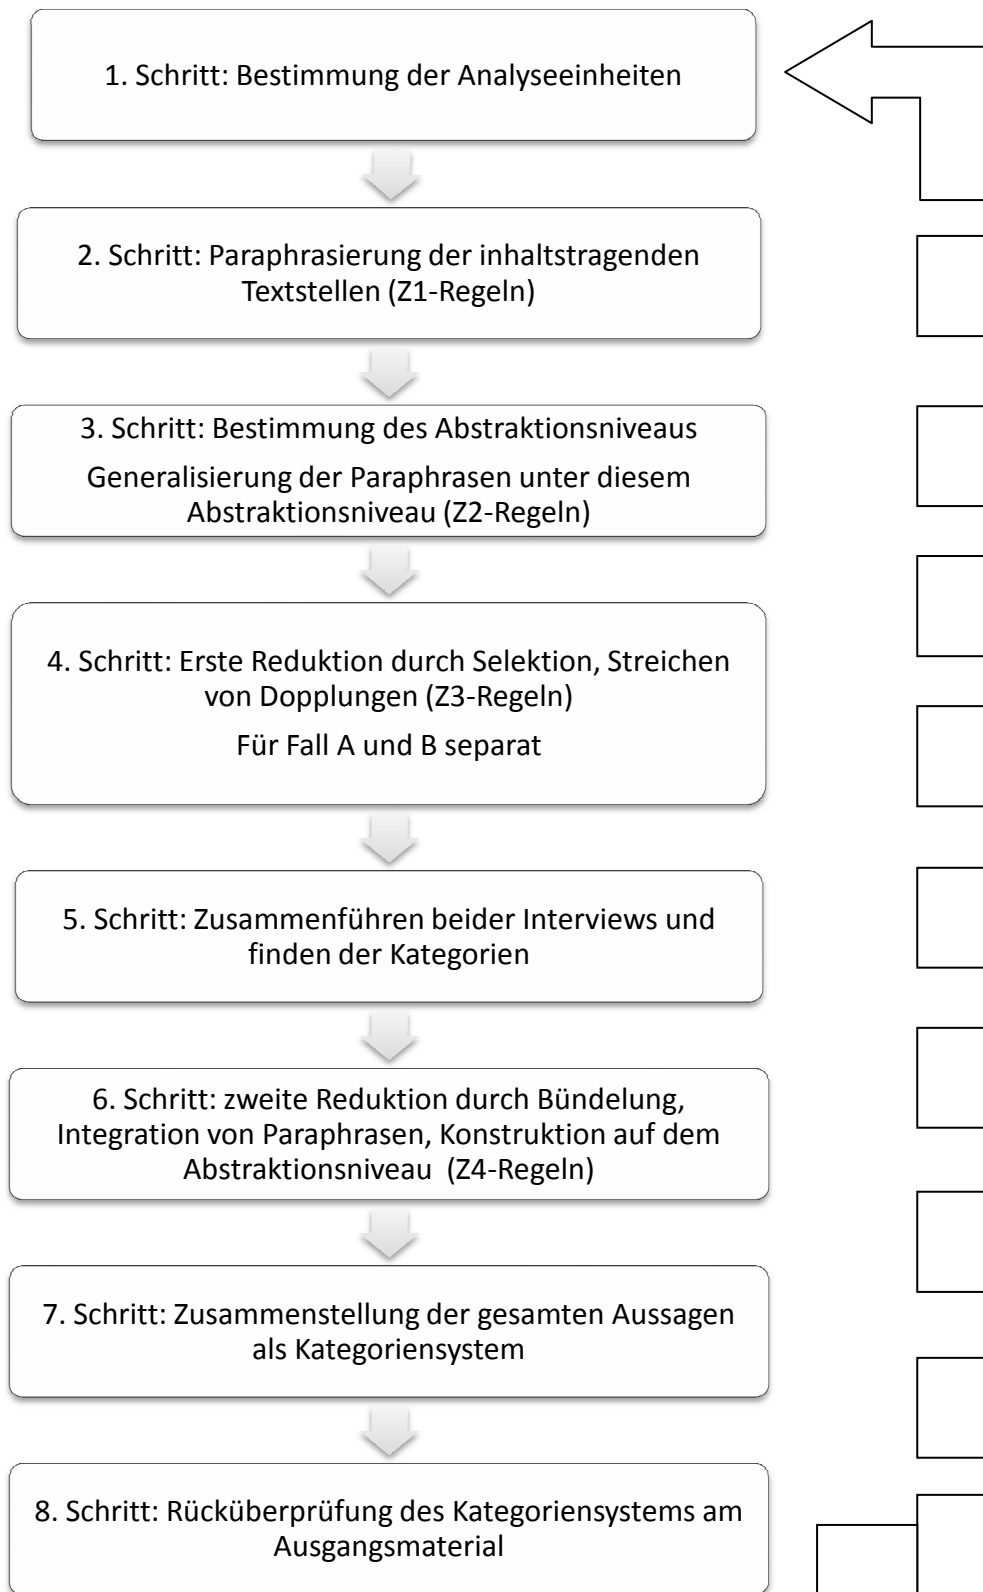 1. Schritt: Bestimmung der Analyseeinheiten
2. Schritt: Paraphrasierung der inhaltstragenden
Textstellen (Z1-Regeln)
3. Schritt: Bestimmung des Abstraktionsniveaus
Generalisierung der Paraphrasen unter diesem
Abstraktionsniveau (Z2-Regeln)
4. Schritt: Erste Reduktion durch Selektion, Streichen
von Dopplungen (Z3-Regeln)
Für Fall A und B separat
5. Schritt: Zusammenführen beider Interviews und
finden der Kategorien
6. Schritt: zweite Reduktion durch Bündelung,
Integration von Paraphrasen, Konstruktion auf dem
Abstraktionsniveau (Z4-Regeln)
7. Schritt: Zusammenstellung der gesamten Aussagen
als Kategoriensystem
8. Schritt: Rücküberprüfung des Kategoriensystems am
Ausgangsmaterial